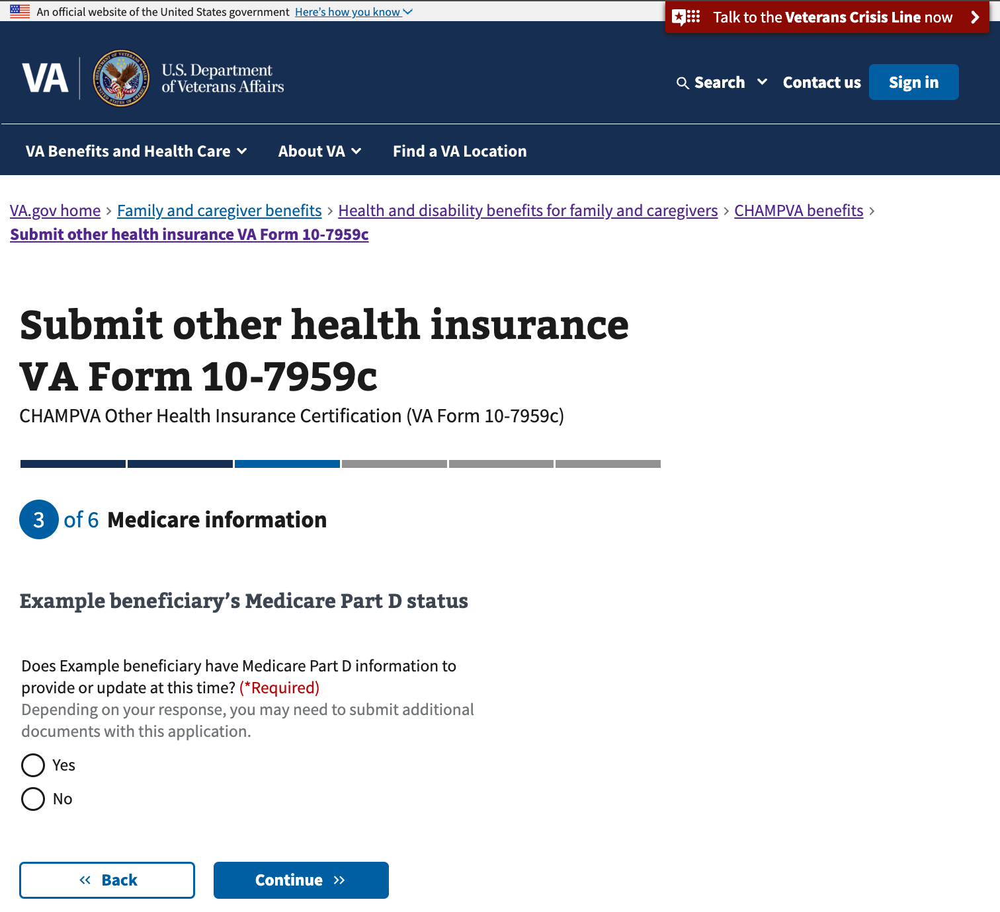 An official website of the United States government Here's how you know
Talk to the Veterans Crisis Line now
VA
U.S. Department
of Veterans Affairs
Search
Contact us
Sign in
VA Benefits and Health Care
About VA
Find a VA Location
VA.gov home › Family and caregiver benefits › Health and disability benefits for family and caregivers › CHAMPVA benefits ›
Submit other health insurance VA Form 10-7959c
Submit other health insurance
VA Form 10-7959c
CHAMPVA Other Health Insurance Certification (VA Form 10-7959c)
3 of 6 Medicare information
Example beneficiary’s Medicare Part D status
Does Example beneficiary have Medicare Part D information to
provide or update at this time? (*Required)
Depending on your response, you may need to submit additional
documents with this application.
Yes
No
« Back
Continue »